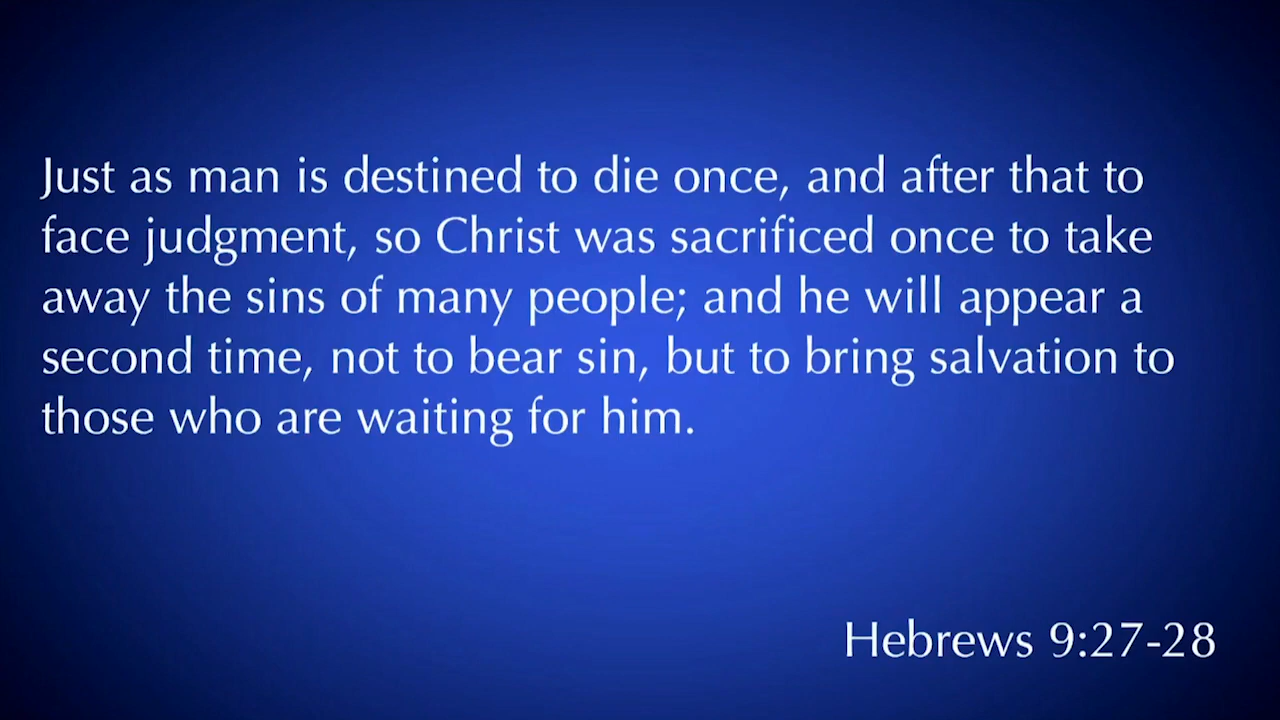 Just as man is destined to die once, and after that to
face judgment, so Christ was sacrificed once to take
away the sins of many people; and he will appear a
second time, not to bear sin, but to bring salvation to
those who are waiting for him.
Hebrews 9:27-28